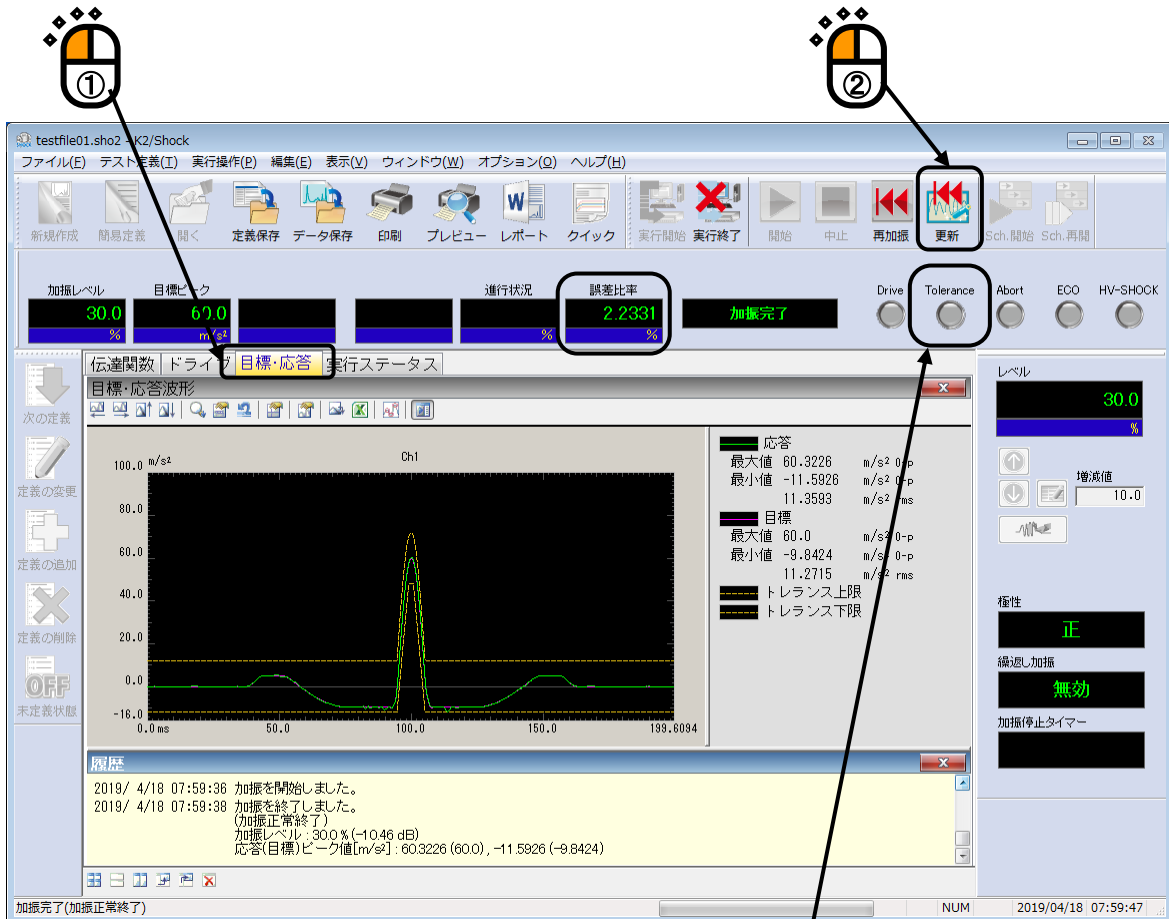 ①
②
testfile01.sho2 - K2/Shock
ファイル(F) テスト定義(T) 実行操作(P) 編集(E) 表示(V) ウィンドウ(W) オプション(O) ヘルプ(H)
新規作成 簡易定義 開く 定義保存 データ保存 印刷 プレビュー レポート クイック 実行開始 実行終了 開始 中止 再加振 更新 Sch.開始 Sch.再開
加振レベル 目標ピーク 進行状況 誤差比率 Drive Tolerance Abort ECO HV-SHOCK
30.0 60.0 2.2331 加振完了
% m/s² % %
伝達関数 ドライブ 目標・応答 実行ステータス
目標・応答波形
次の定義
定義の変更
定義の追加
定義の削除
OFF
未定義状態
100.0 m/s² Ch1
80.0
60.0
40.0
20.0
0.0
-16.0
0.0 ms 50.0 100.0 150.0 199.6094
応答
最大値 60.3226 m/s² 0-p
最小値 -11.5926 m/s² 0-p
11.3593 m/s² rms
目標
最大値 60.0 m/s² 0-p
最小値 -9.8424 m/s² 0-p
11.2715 m/s² rms
トレランス上限
トレランス下限
レベル
30.0
%
増減値
10.0
極性
正
繰返し加振
無効
加振停止タイマー
履歴
2019/ 4/18 07:59:36 加振を開始しました。
2019/ 4/18 07:59:38 加振を終了しました。
(加振正常終了)
加振レベル : 30.0 % (-10.46 dB)
応答(目標)ピーク値[m/s²] : 60.3226 (60.0) , -11.5926 (-9.8424)
加振完了(加振正常終了) NUM 2019/04/18 07:59:47